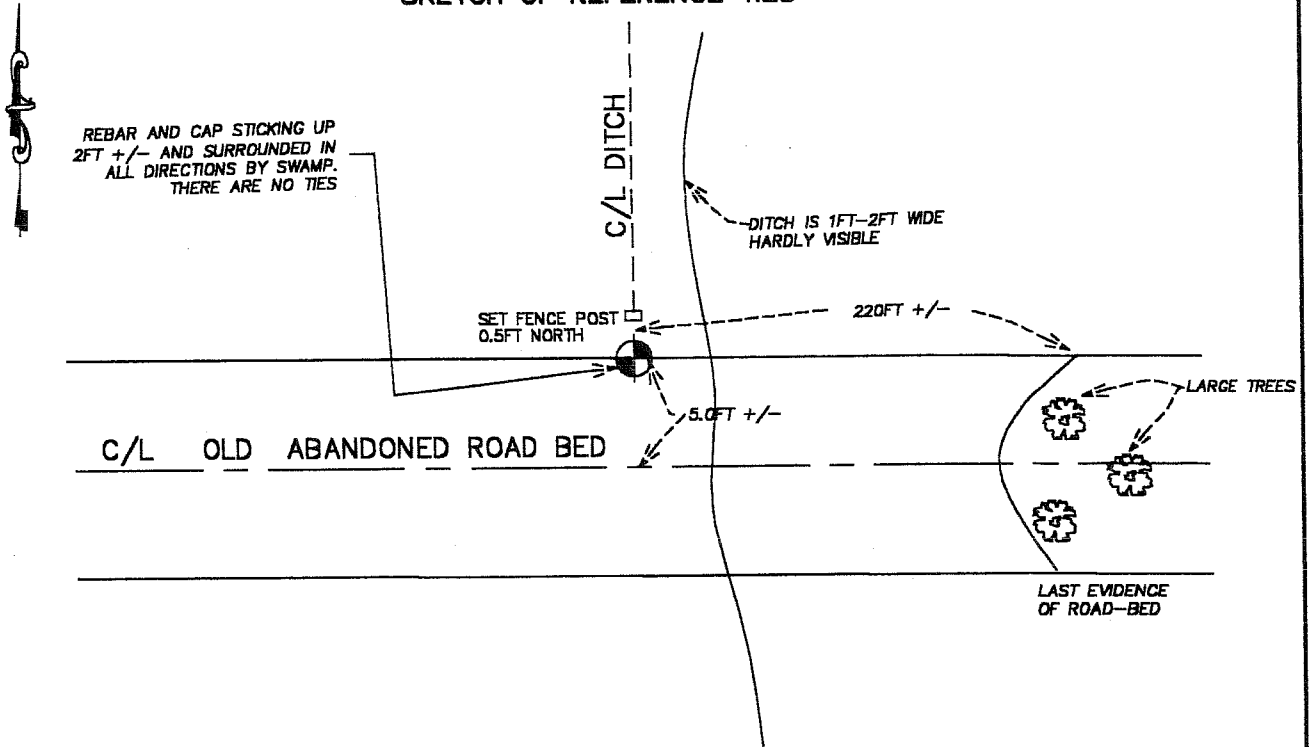 REBAR AND CAP STICKING UP
2FT +/- AND SURROUNDED IN
ALL DIRECTIONS BY SWAMP.
THERE ARE NO TIES
C/L DITCH
DITCH IS 1FT-2FT WIDE
HARDLY VISIBLE
SET FENCE POST
0.5FT NORTH
220FT +/-
LARGE TREES
5.0FT +/-
C/L OLD ABANDONED ROAD BED
LAST EVIDENCE
OF ROAD-BED